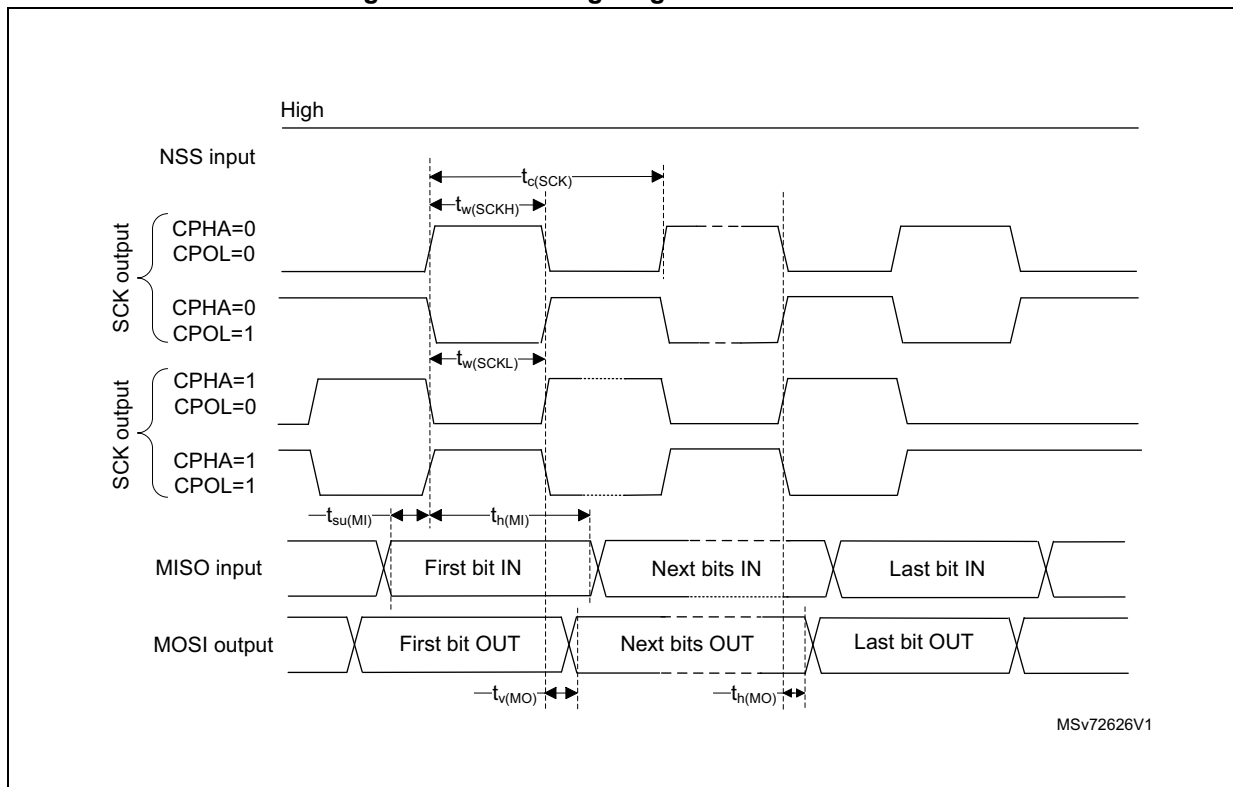 High
NSS input
tc(SCK)
tw(SCKH)
SCK output
CPHA=0
CPOL=0
CPHA=0
CPOL=1
tw(SCKL)
SCK output
CPHA=1
CPOL=0
CPHA=1
CPOL=1
tsu(MI)
th(MI)
MISO input
First bit IN
Next bits IN
Last bit IN
MOSI output
First bit OUT
Next bits OUT
Last bit OUT
tv(MO)
th(MO)
MSv72626V1